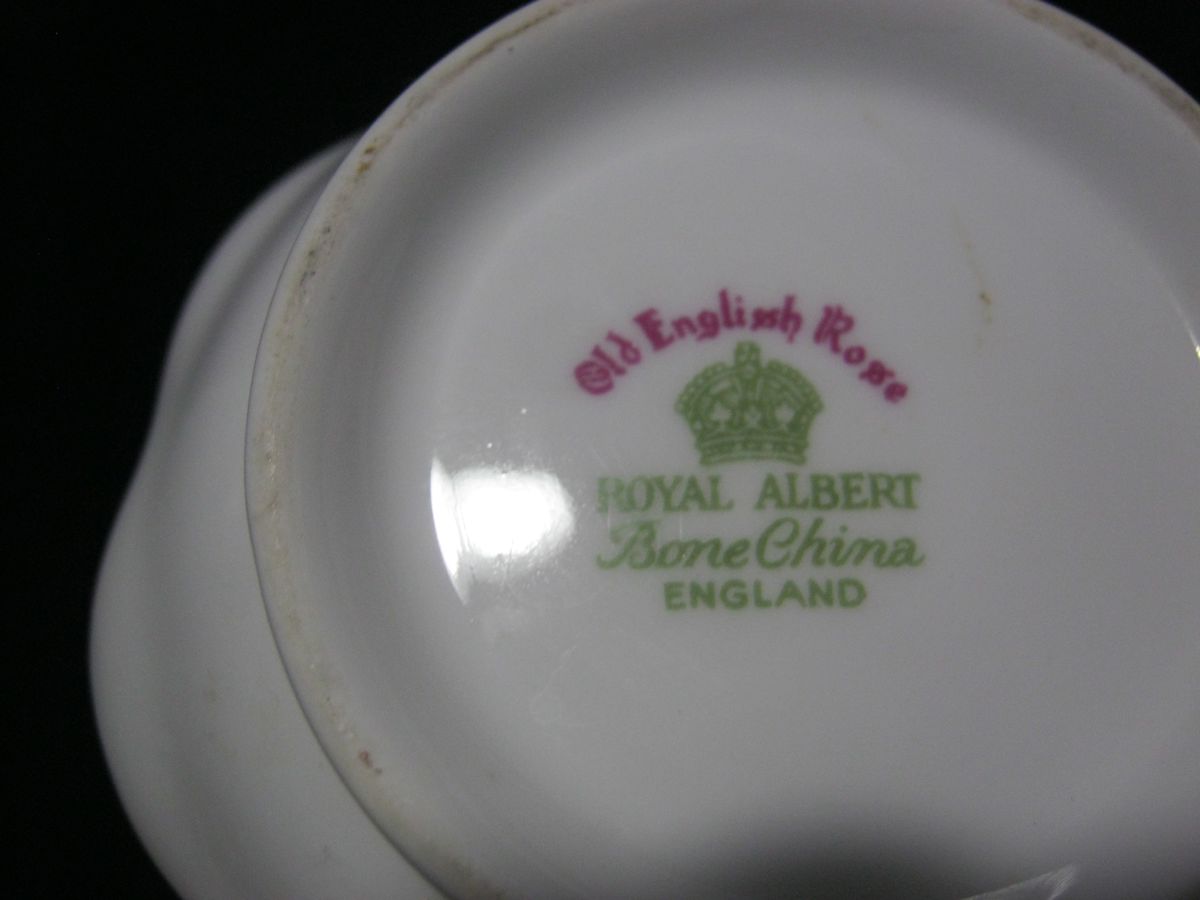 Old English Rose
ROYAL ALBERT
Bone China
ENGLAND